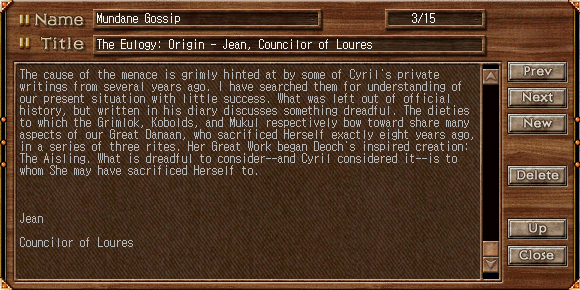 Name
Mundane Gossip
3/15
Title
The Eulogy: Origin - Jean, Councilor of Loures
The cause of the menace is grimly hinted at by some of Cyril's private
writings from several years ago. I have searched them for understanding of
our present situation with little success. What was left out of official
history, but written in his diary discusses something dreadful. The dieties
to which the Grimlok, Kobolds, and Mukul respectively bow toward share many
aspects of our Great Danaan, who sacrificed Herself exactly eight years ago,
in a series of three rites. Her Great Work began Deoch's inspired creation:
The Aisling. What is dreadful to consider--and Cyril considered it--is to
whom She may have sacrificed Herself to.
Jean
Councilor of Loures
Prev
Next
New
Delete
Up
Close